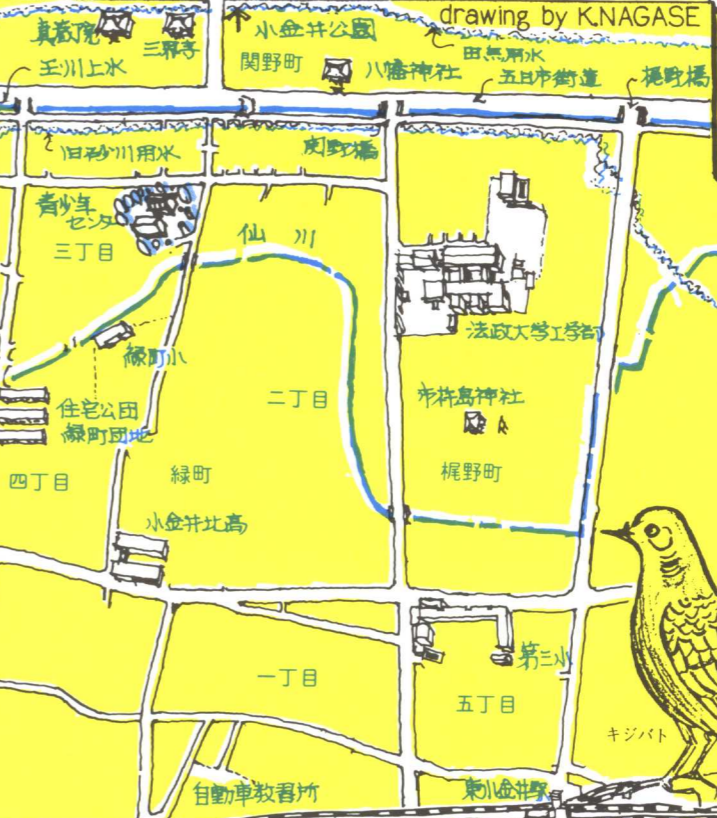 drawing by K.NAGASE
真蔵院
三界寺
小金井公園
田無用水
玉川上水
関野町
八幡神社
五日市街道
梶野橋
旧砂川用水
関野橋
青少年
センター
三丁目
仙川
法政大学工学部
緑町小
住宅公団
緑町団地
二丁目
市杵島神社
四丁目
緑町
梶野町
小金井北高
一丁目
第三小
五丁目
キジバト
自動車教習所
東小金井駅